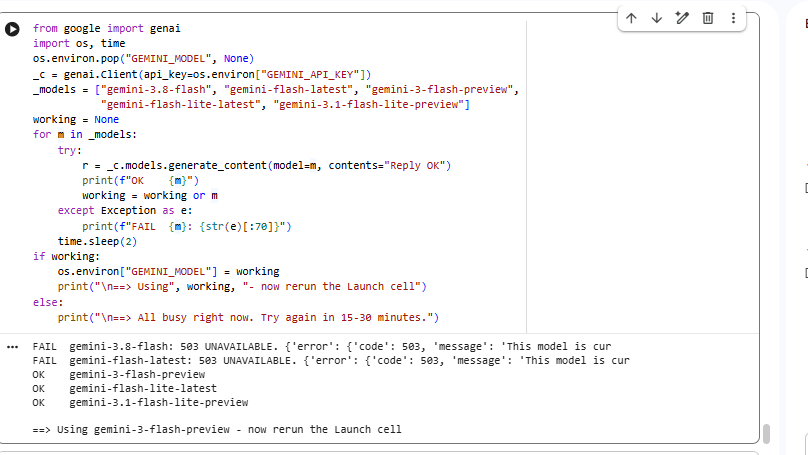 from google import genai
import os, time
os.environ.pop("GEMINI_MODEL", None)
_c = genai.Client(api_key=os.environ["GEMINI_API_KEY"])
_models = ["gemini-3.8-flash", "gemini-flash-latest", "gemini-3-flash-preview",
           "gemini-flash-lite-latest", "gemini-3.1-flash-lite-preview"]
working = None
for m in _models:
    try:
        r = _c.models.generate_content(model=m, contents="Reply OK")
        print(f"OK    {m}")
        working = working or m
    except Exception as e:
        print(f"FAIL  {m}: {str(e)[:70]}")
    time.sleep(2)
if working:
    os.environ["GEMINI_MODEL"] = working
    print("\n==> Using", working, "- now rerun the Launch cell")
else:
    print("\n==> All busy right now. Try again in 15-30 minutes.")
FAIL  gemini-3.8-flash: 503 UNAVAILABLE. {'error': {'code': 503, 'message': 'This model is cur
FAIL  gemini-flash-latest: 503 UNAVAILABLE. {'error': {'code': 503, 'message': 'This model is cur
OK    gemini-3-flash-preview
OK    gemini-flash-lite-latest
OK    gemini-3.1-flash-lite-preview

==> Using gemini-3-flash-preview - now rerun the Launch cell